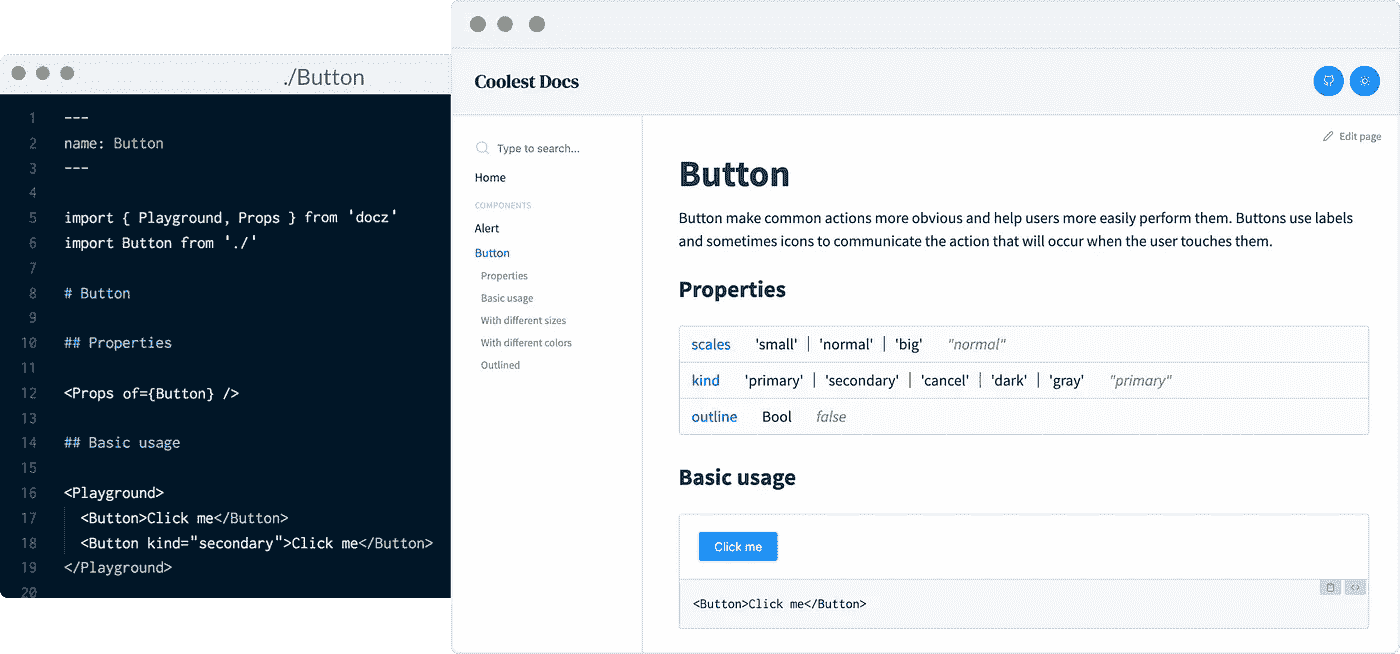 ./Button
1 ---
2 name: Button
3 ---
4
5 import { Playground, Props } from 'docz'
6 import Button from './'
7
8 # Button
9
10 ## Properties
11
12 <Props of={Button} />
13
14 ## Basic usage
15
16 <Playground>
17 <Button>Click me</Button>
18 <Button kind="secondary">Click me</Button>
19 </Playground>
20
Coolest Docs
Type to search...
Home
COMPONENTS
Alert
Button
Properties
Basic usage
With different sizes
With different colors
Outlined
Edit page
Button
Button make common actions more obvious and help users more easily perform them. Buttons use labels
and sometimes icons to communicate the action that will occur when the user touches them.
Properties
scales 'small' | 'normal' | 'big' "normal"
kind 'primary' | 'secondary' | 'cancel' | 'dark' | 'gray' "primary"
outline Bool false
Basic usage
Click me
<Button>Click me</Button>